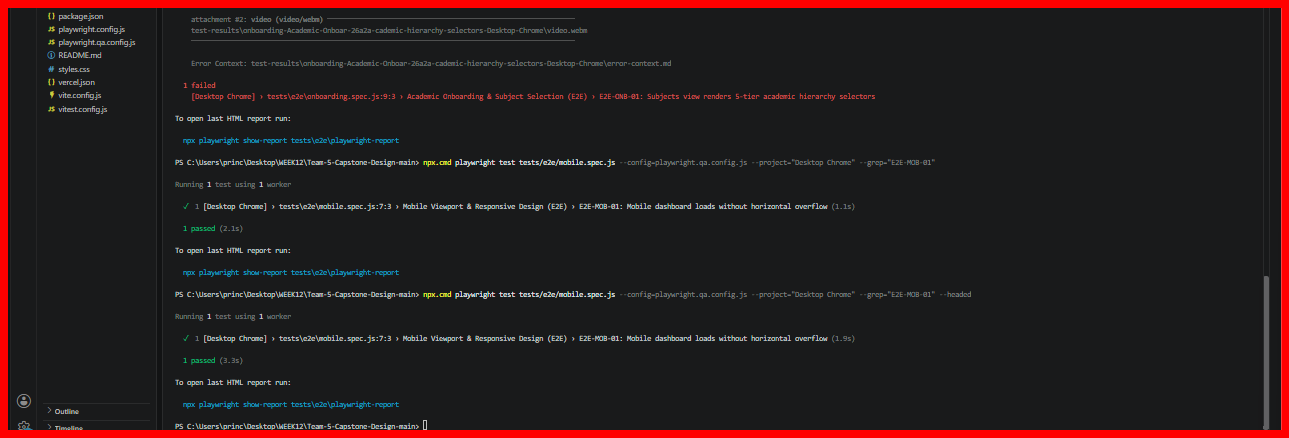 package.json
playwright.config.js
playwright.qa.config.js
README.md
styles.css
vercel.json
vite.config.js
vitest.config.js
Outline
Timeline
attachment #2: video (video/webm)
test-results\onboarding-Academic-Onboar-26a2a-cademic-hierarchy-selectors-Desktop-Chrome\video.webm
Error Context: test-results\onboarding-Academic-Onboar-26a2a-cademic-hierarchy-selectors-Desktop-Chrome\error-context.md
1 failed
[Desktop Chrome] › tests\e2e\onboarding.spec.js:9:3 › Academic Onboarding & Subject Selection (E2E) › E2E-ONB-01: Subjects view renders 5-tier academic hierarchy selectors
To open last HTML report run:
npx playwright show-report tests\e2e\playwright-report
PS C:\Users\princ\Desktop\WEEK12\Team-5-Capstone-Design-main> npx.cmd playwright test tests/e2e/mobile.spec.js --config=playwright.qa.config.js --project="Desktop Chrome" --grep="E2E-MOB-01"
Running 1 test using 1 worker
✓ 1 [Desktop Chrome] › tests\e2e\mobile.spec.js:7:3 › Mobile Viewport & Responsive Design (E2E) › E2E-MOB-01: Mobile dashboard loads without horizontal overflow (1.1s)
1 passed (2.1s)
To open last HTML report run:
npx playwright show-report tests\e2e\playwright-report
PS C:\Users\princ\Desktop\WEEK12\Team-5-Capstone-Design-main> npx.cmd playwright test tests/e2e/mobile.spec.js --config=playwright.qa.config.js --project="Desktop Chrome" --grep="E2E-MOB-01" --headed
Running 1 test using 1 worker
✓ 1 [Desktop Chrome] › tests\e2e\mobile.spec.js:7:3 › Mobile Viewport & Responsive Design (E2E) › E2E-MOB-01: Mobile dashboard loads without horizontal overflow (1.9s)
1 passed (3.3s)
To open last HTML report run:
npx playwright show-report tests\e2e\playwright-report
PS C:\Users\princ\Desktop\WEEK12\Team-5-Capstone-Design-main>